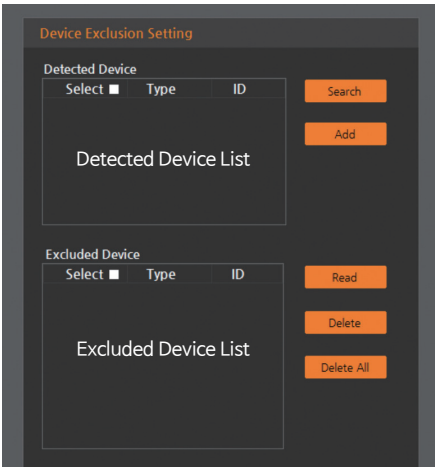 Device Exclusion Setting
Detected Device
Select Type ID
Search
Add
Detected Device List
Excluded Device
Select Type ID
Read
Delete
Excluded Device List
Delete All